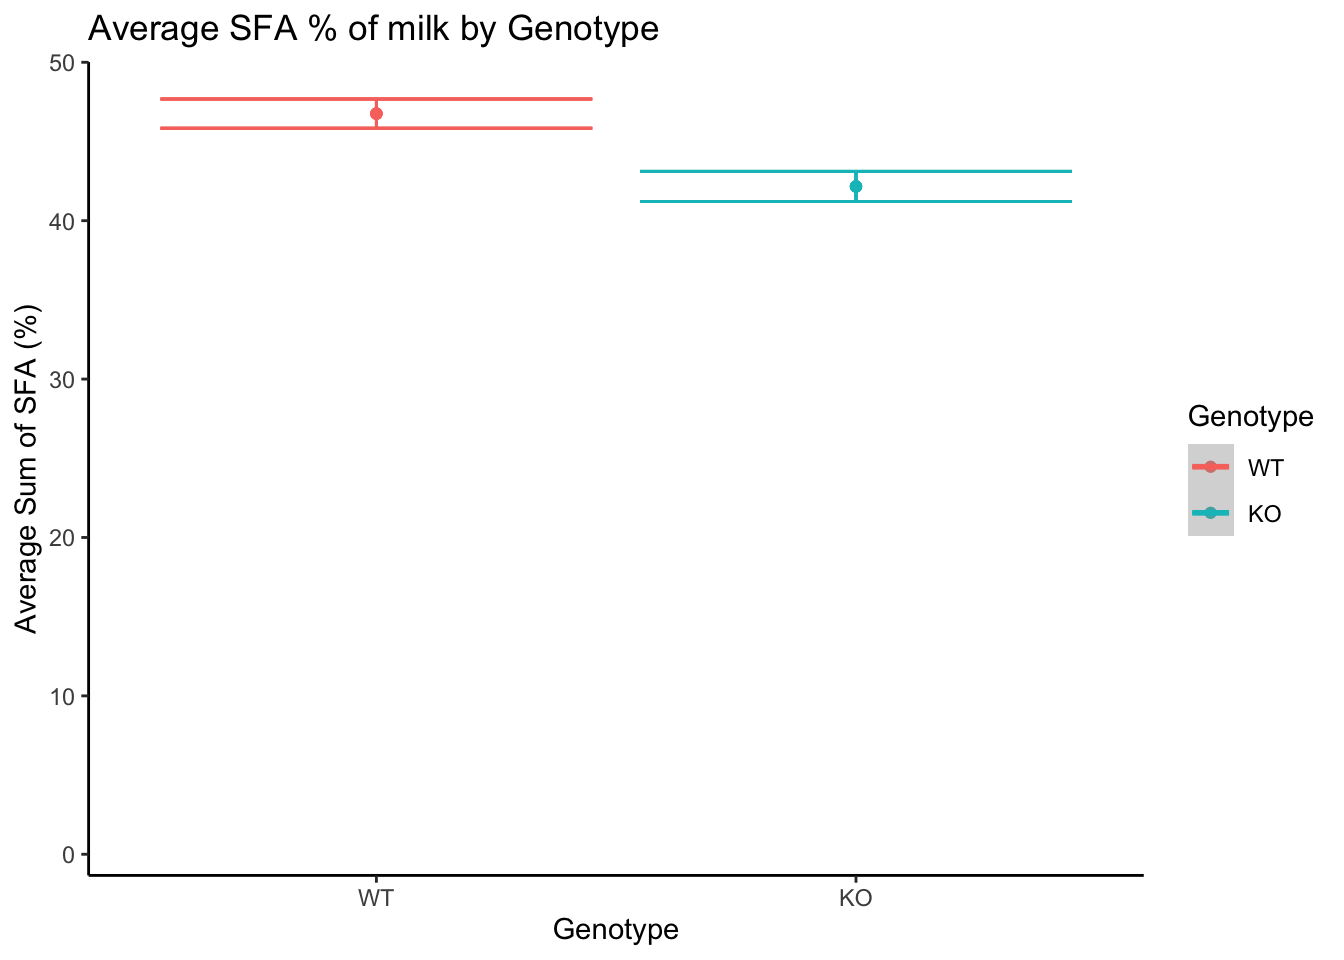 Average SFA % of milk by Genotype
50
40
30
20
10
0
Average Sum of SFA (%)
WT
KO
Genotype
Genotype
WT
KO